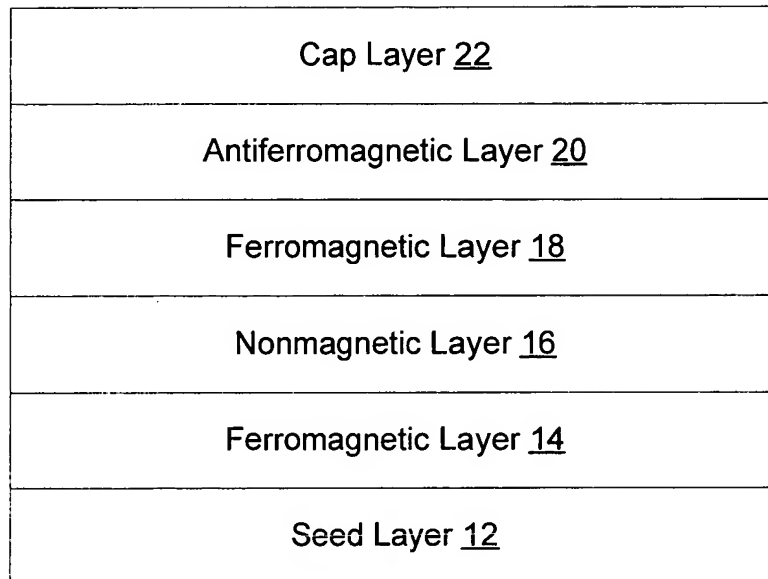 Cap Layer 22
Antiferromagnetic Layer 20
Ferromagnetic Layer 18
Nonmagnetic Layer 16
Ferromagnetic Layer 14
Seed Layer 12